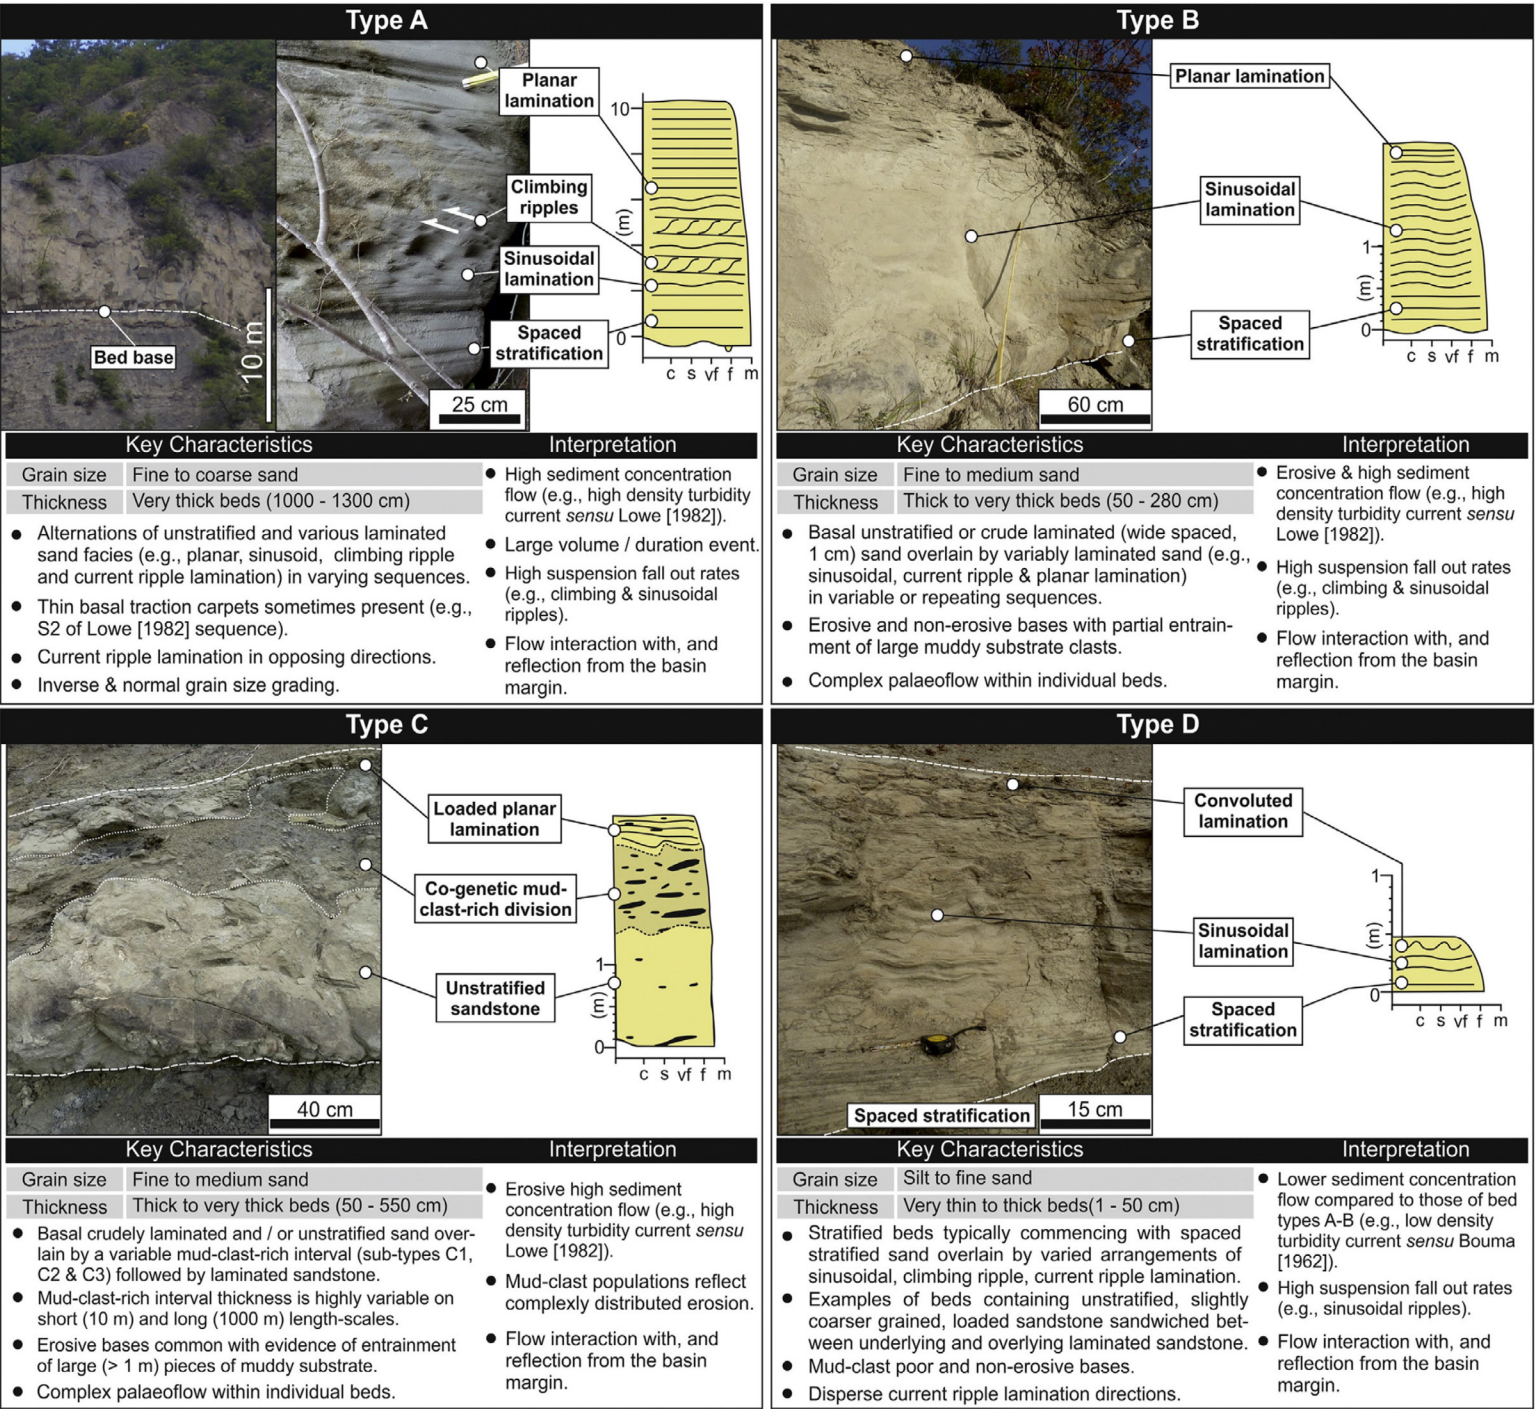 Type A
Planar
lamination
Climbing
ripples
Sinusoidal
lamination
Spaced
stratification
Bed base
10 m
25 cm
10
(m)
0
c s vf f m
Key Characteristics
Interpretation
Grain size Fine to coarse sand
Thickness Very thick beds (1000 - 1300 cm)
● Alternations of unstratified and various laminated
sand facies (e.g., planar, sinusoid, climbing ripple
and current ripple lamination) in varying sequences.
● Thin basal traction carpets sometimes present (e.g.,
S2 of Lowe [1982] sequence).
● Current ripple lamination in opposing directions.
● Inverse & normal grain size grading.
● High sediment concentration
flow (e.g., high density turbidity
current sensu Lowe [1982]).
● Large volume / duration event.
● High suspension fall out rates
(e.g., climbing & sinusoidal
ripples).
● Flow interaction with, and
reflection from the basin
margin.
Type B
Planar lamination
Sinusoidal
lamination
Spaced
stratification
60 cm
1
(m)
0
c s vf f m
Key Characteristics
Interpretation
Grain size Fine to medium sand
Thickness Thick to very thick beds (50 - 280 cm)
● Basal unstratified or crude laminated (wide spaced,
1 cm) sand overlain by variably laminated sand (e.g.,
sinusoidal, current ripple & planar lamination)
in variable or repeating sequences.
● Erosive and non-erosive bases with partial entrain-
ment of large muddy substrate clasts.
● Complex palaeoflow within individual beds.
● Erosive & high sediment
concentration flow (e.g., high
density turbidity current sensu
Lowe [1982]).
● High suspension fall out rates
(e.g., climbing & sinusoidal
ripples).
● Flow interaction with, and
reflection from the basin
margin.
Type C
Loaded planar
lamination
Co-genetic mud-
clast-rich division
Unstratified
sandstone
40 cm
1
(m)
0
c s vf f m
Key Characteristics
Interpretation
Grain size Fine to medium sand
Thickness Thick to very thick beds (50 - 550 cm)
● Basal crudely laminated and / or unstratified sand over-
lain by a variable mud-clast-rich interval (sub-types C1,
C2 & C3) followed by laminated sandstone.
● Mud-clast-rich interval thickness is highly variable on
short (10 m) and long (1000 m) length-scales.
● Erosive bases common with evidence of entrainment
of large (> 1 m) pieces of muddy substrate.
● Complex palaeoflow within individual beds.
● Erosive high sediment
concentration flow (e.g., high
density turbidity current sensu
Lowe [1982]).
● Mud-clast populations reflect
complexly distributed erosion.
● Flow interaction with, and
reflection from the basin
margin.
Type D
Convoluted
lamination
Sinusoidal
lamination
Spaced
stratification
Spaced stratification
15 cm
1
(m)
0
c s vf f m
Key Characteristics
Interpretation
Grain size Silt to fine sand
Thickness Very thin to thick beds(1 - 50 cm)
● Stratified beds typically commencing with spaced
stratified sand overlain by varied arrangements of
sinusoidal, climbing ripple, current ripple lamination.
● Examples of beds containing unstratified, slightly
coarser grained, loaded sandstone sandwiched bet-
ween underlying and overlying laminated sandstone.
● Mud-clast poor and non-erosive bases.
● Disperse current ripple lamination directions.
● Lower sediment concentration
flow compared to those of bed
types A-B (e.g., low density
turbidity current sensu Bouma
[1962]).
● High suspension fall out rates
(e.g., sinusoidal ripples).
● Flow interaction with, and
reflection from the basin
margin.